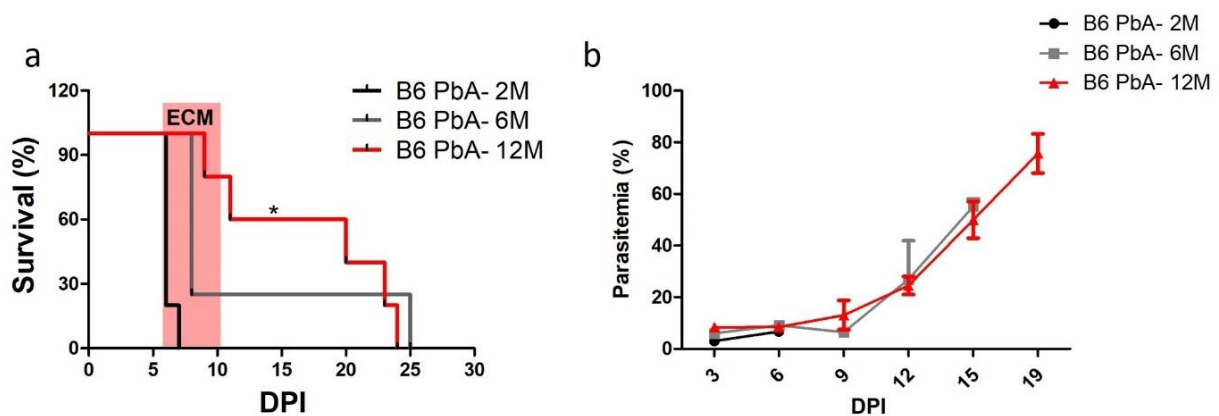 a
120
90
60
30
0
Survival (%)
ECM
*
B6 PbA- 2M
B6 PbA- 6M
B6 PbA- 12M
0 5 10 15 20 25 30
DPI
b
B6 PbA- 2M
B6 PbA- 6M
B6 PbA- 12M
100
80
60
40
20
0
Parasitemia (%)
3 6 9 12 15 19
DPI